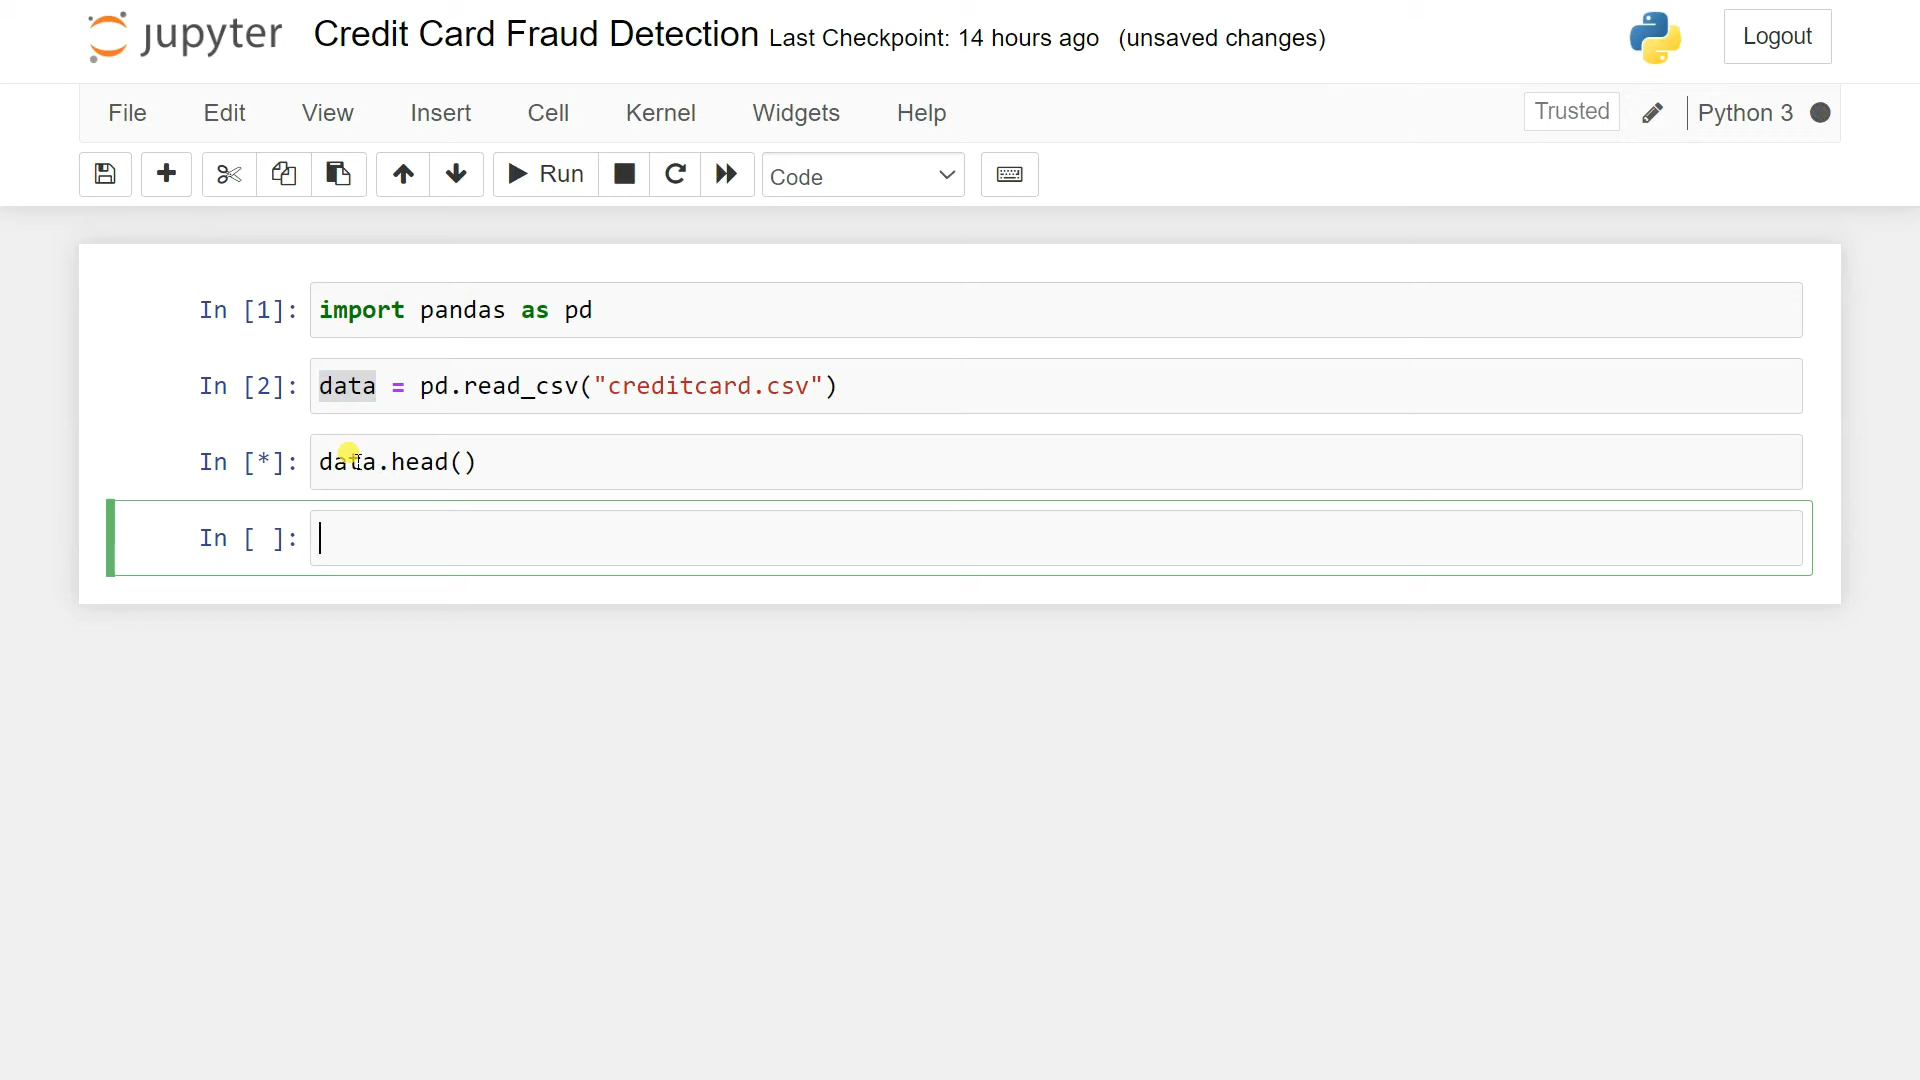 jupyter Credit Card Fraud Detection Last Checkpoint: 14 hours ago (unsaved changes) Logout
File Edit View Insert Cell Kernel Widgets Help Trusted Python 3
Run Code
In [1]: import pandas as pd
In [2]: data = pd.read_csv("creditcard.csv")
In [*]: data.head()
In [ ]: